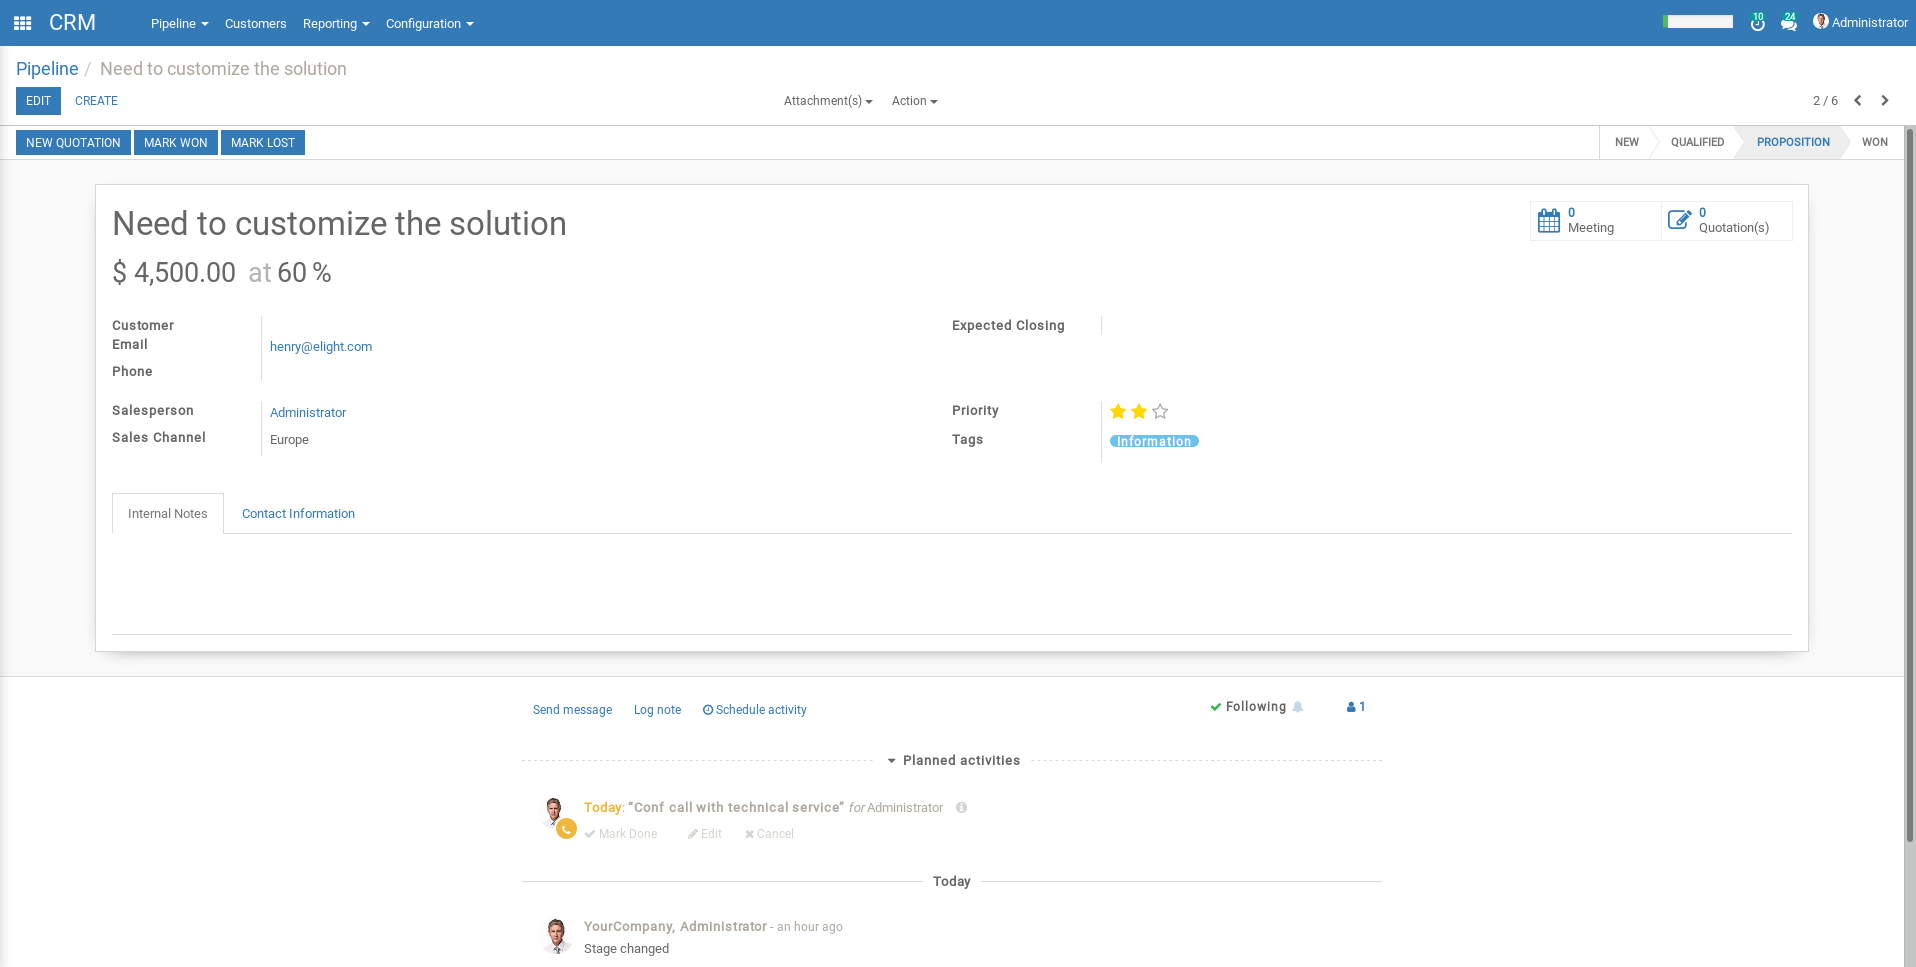 CRM Pipeline Customers Reporting Configuration 10 24 Administrator
Pipeline / Need to customize the solution
EDIT CREATE Attachment(s) Action 2 / 6
NEW QUOTATION MARK WON MARK LOST NEW QUALIFIED PROPOSITION WON
Need to customize the solution
0 Meeting
0 Quotation(s)
$ 4,500.00 at 60 %
Customer
Expected Closing
Email henry@elight.com
Phone
Salesperson Administrator
Priority
Sales Channel Europe
Tags Information
Internal Notes Contact Information
Send message Log note Schedule activity Following 1
Planned activities
Today: “Conf call with technical service” for Administrator
Mark Done Edit Cancel
Today
YourCompany, Administrator - an hour ago
Stage changed